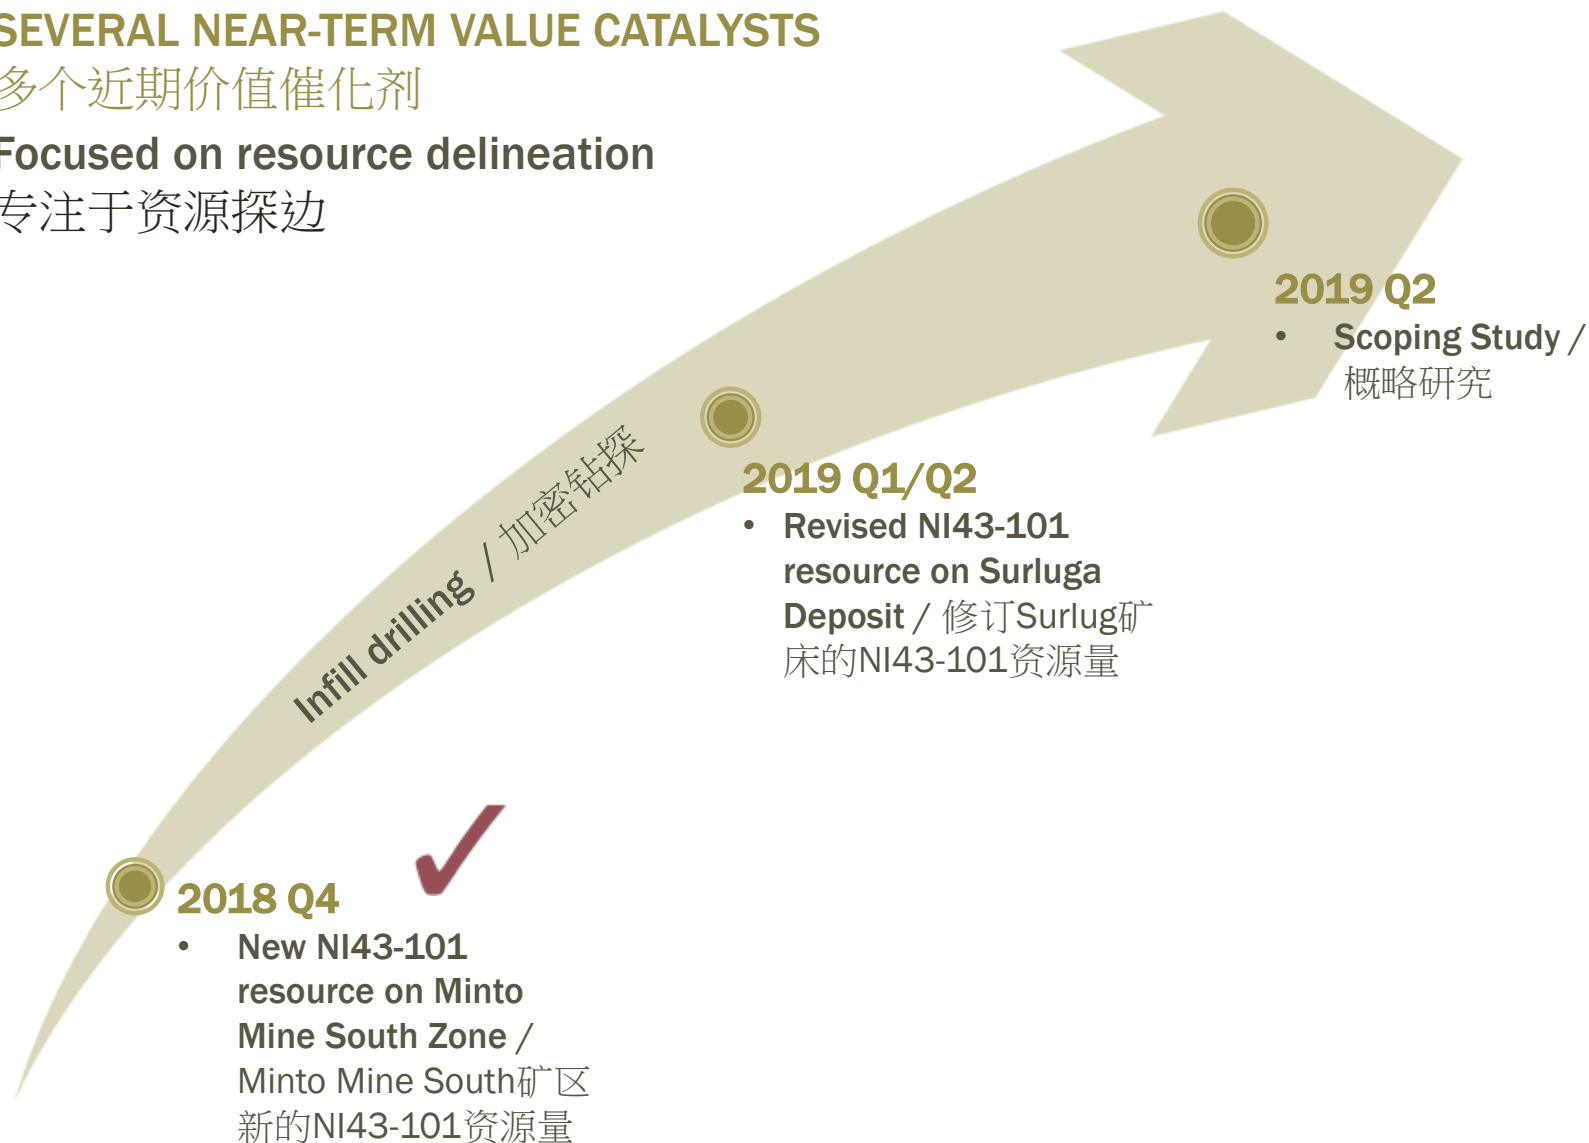 SEVERAL NEAR-TERM VALUE CATALYSTS
多个近期价值催化剂
Focused on resource delineation
专注于资源探边
2019 Q2
• Scoping Study /
概略研究
Infill drilling / 加密钻探
2019 Q1/Q2
• Revised NI43-101
resource on Surluga
Deposit / 修订Surlug矿
床的NI43-101资源量
2018 Q4
• New NI43-101
resource on Minto
Mine South Zone /
Minto Mine South矿区
新的NI43-101资源量